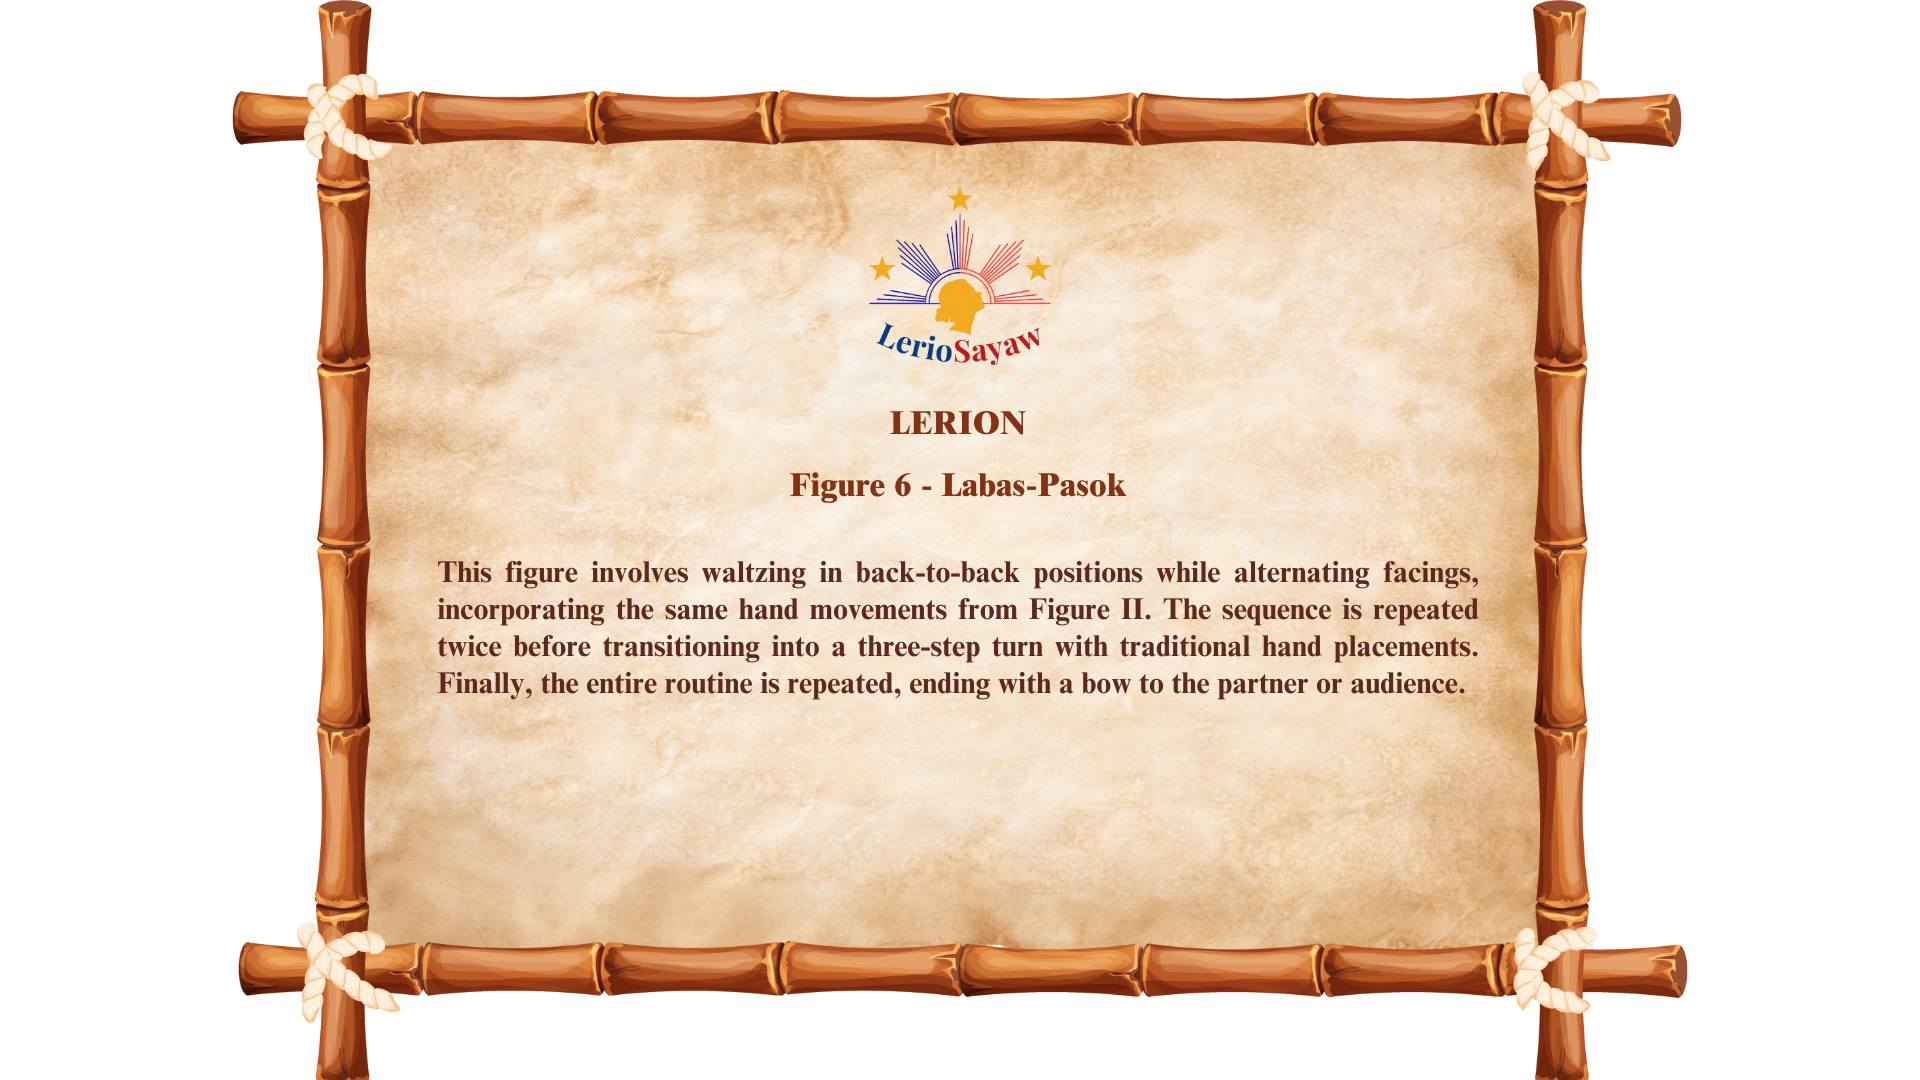 LerioSayaw
LERION
Figure 6 - Labas-Pasok
This figure involves waltzing in back-to-back positions while alternating facings,
incorporating the same hand movements from Figure II. The sequence is repeated
twice before transitioning into a three-step turn with traditional hand placements.
Finally, the entire routine is repeated, ending with a bow to the partner or audience.